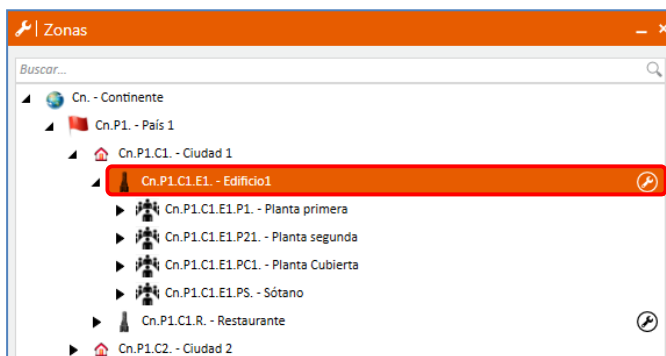 Zonas
Buscar...
Cn. - Continente
Cn.P1. - País 1
Cn.P1.C1. - Ciudad 1
Cn.P1.C1.E1. - Edificio1
Cn.P1.C1.E1.P1. - Planta primera
Cn.P1.C1.E1.P21. - Planta segunda
Cn.P1.C1.E1.PC1. - Planta Cubierta
Cn.P1.C1.E1.PS. - Sótano
Cn.P1.C1.R. - Restaurante
Cn.P1.C2. - Ciudad 2